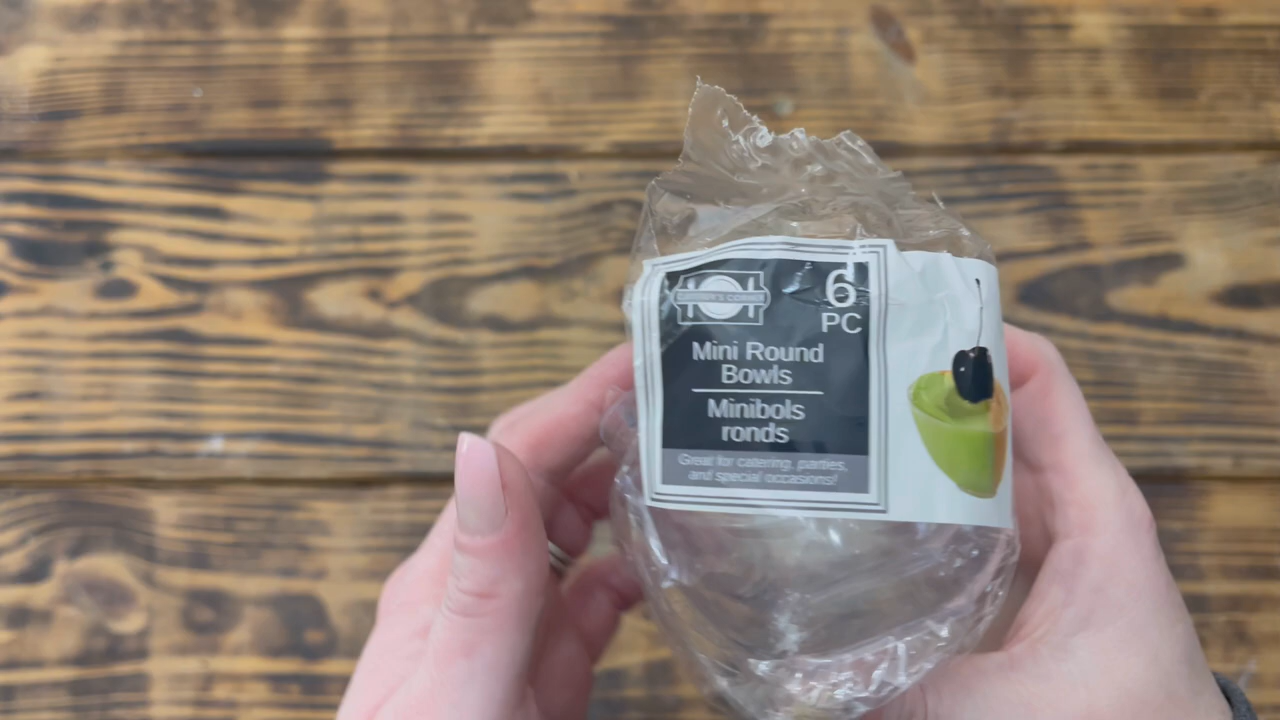 6
PC
Mini Round
Bowls
Minibols
ronds
Great for catering, parties,
and special occasions!